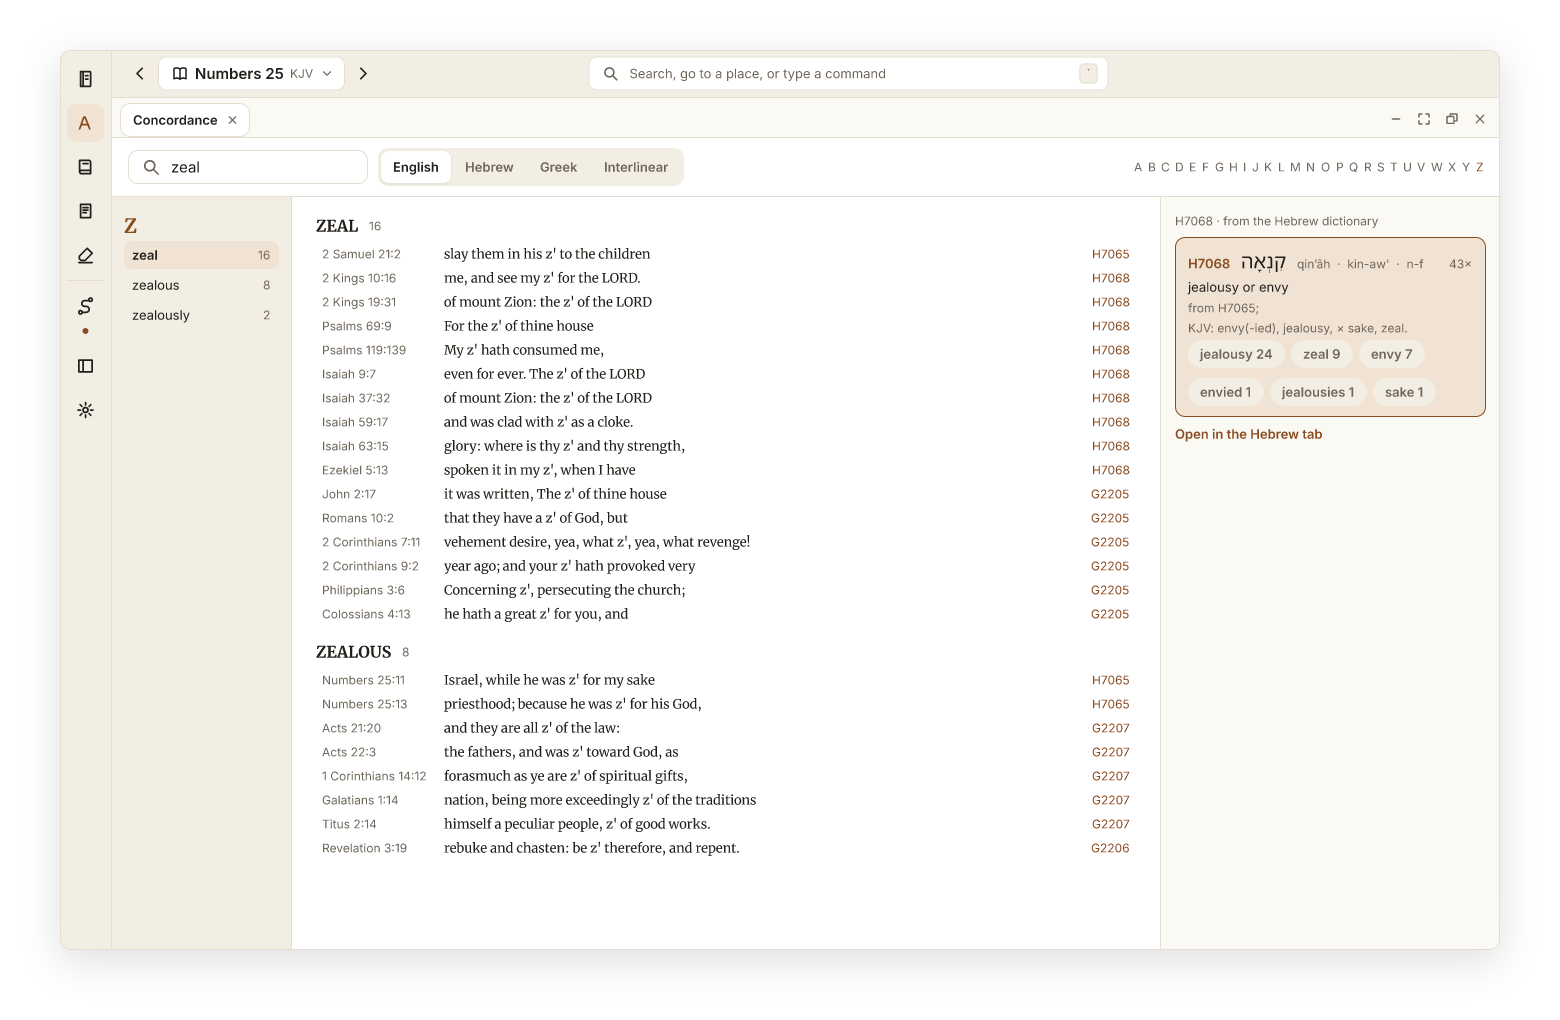 Numbers 25 KJV
Search, go to a place, or type a command
Concordance
zeal
English Hebrew Greek Interlinear
A B C D E F G H I J K L M N O P Q R S T U V W X Y Z
Z
zeal 16
zealous 8
zealously 2
ZEAL 16
2 Samuel 21:2 slay them in his z' to the children H7065
2 Kings 10:16 me, and see my z' for the LORD. H7068
2 Kings 19:31 of mount Zion: the z' of the LORD H7068
Psalms 69:9 For the z' of thine house H7068
Psalms 119:139 My z' hath consumed me, H7068
Isaiah 9:7 even for ever. The z' of the LORD H7068
Isaiah 37:32 of mount Zion: the z' of the LORD H7068
Isaiah 59:17 and was clad with z' as a cloke. H7068
Isaiah 63:15 glory: where is thy z' and thy strength, H7068
Ezekiel 5:13 spoken it in my z', when I have H7068
John 2:17 it was written, The z' of thine house G2205
Romans 10:2 that they have a z' of God, but G2205
2 Corinthians 7:11 vehement desire, yea, what z', yea, what revenge! G2205
2 Corinthians 9:2 year ago; and your z' hath provoked very G2205
Philippians 3:6 Concerning z', persecuting the church; G2205
Colossians 4:13 he hath a great z' for you, and G2205
ZEALOUS 8
Numbers 25:11 Israel, while he was z' for my sake H7065
Numbers 25:13 priesthood; because he was z' for his God, H7065
Acts 21:20 and they are all z' of the law: G2207
Acts 22:3 the fathers, and was z' toward God, as G2207
1 Corinthians 14:12 forasmuch as ye are z' of spiritual gifts, G2207
Galatians 1:14 nation, being more exceedingly z' of the traditions G2207
Titus 2:14 himself a peculiar people, z' of good works. G2207
Revelation 3:19 rebuke and chasten: be z' therefore, and repent. G2206
H7068 · from the Hebrew dictionary
H7068 קִנְאָה qinʼâh · kin-aw' · n-f 43×
jealousy or envy
from H7065;
KJV: envy(-ied), jealousy, × sake, zeal.
jealousy 24 zeal 9 envy 7
envied 1 jealousies 1 sake 1
Open in the Hebrew tab